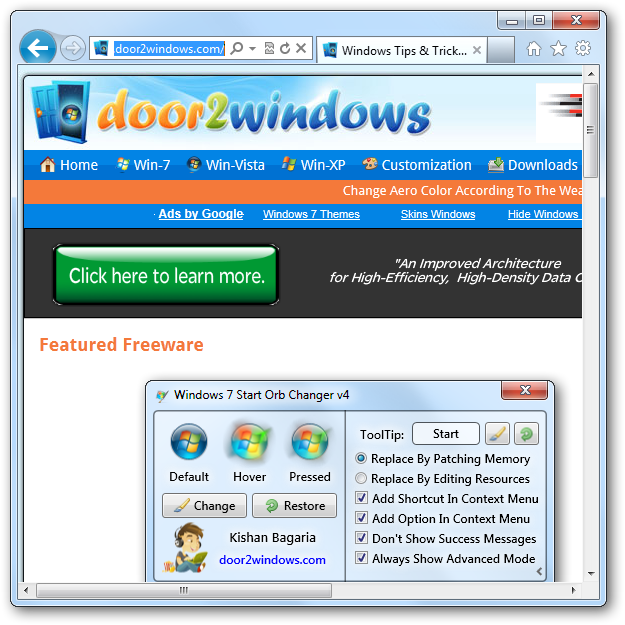 door2windows.com/
Windows Tips & Trick...
door2windows
Home Win-7 Win-Vista Win-XP Customization Downloads
Change Aero Color According To The Wea
Ads by Google Windows 7 Themes Skins Windows Hide Windows
Click here to learn more.
"An Improved Architecture
for High-Efficiency, High-Density Data C
Featured Freeware
Windows 7 Start Orb Changer v4
Default Hover Pressed
Change Restore
Kishan Bagaria
door2windows.com
ToolTip: Start
Replace By Patching Memory
Replace By Editing Resources
Add Shortcut In Context Menu
Add Option In Context Menu
Don't Show Success Messages
Always Show Advanced Mode